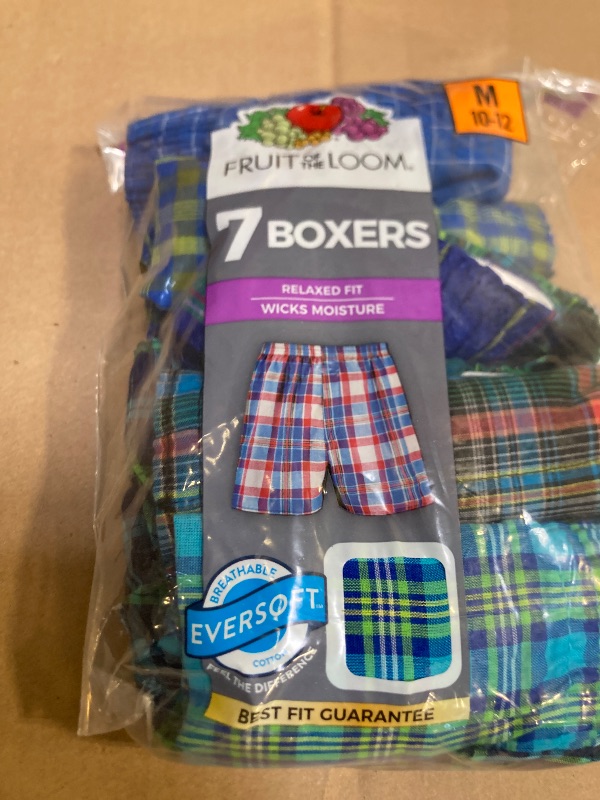 M
10-12
FRUIT OF THE LOOM®
7 BOXERS
RELAXED FIT
WICKS MOISTURE
BREATHABLE
EVERSOFT™
COTTON
FEEL THE DIFFERENCE
BEST FIT GUARANTEE